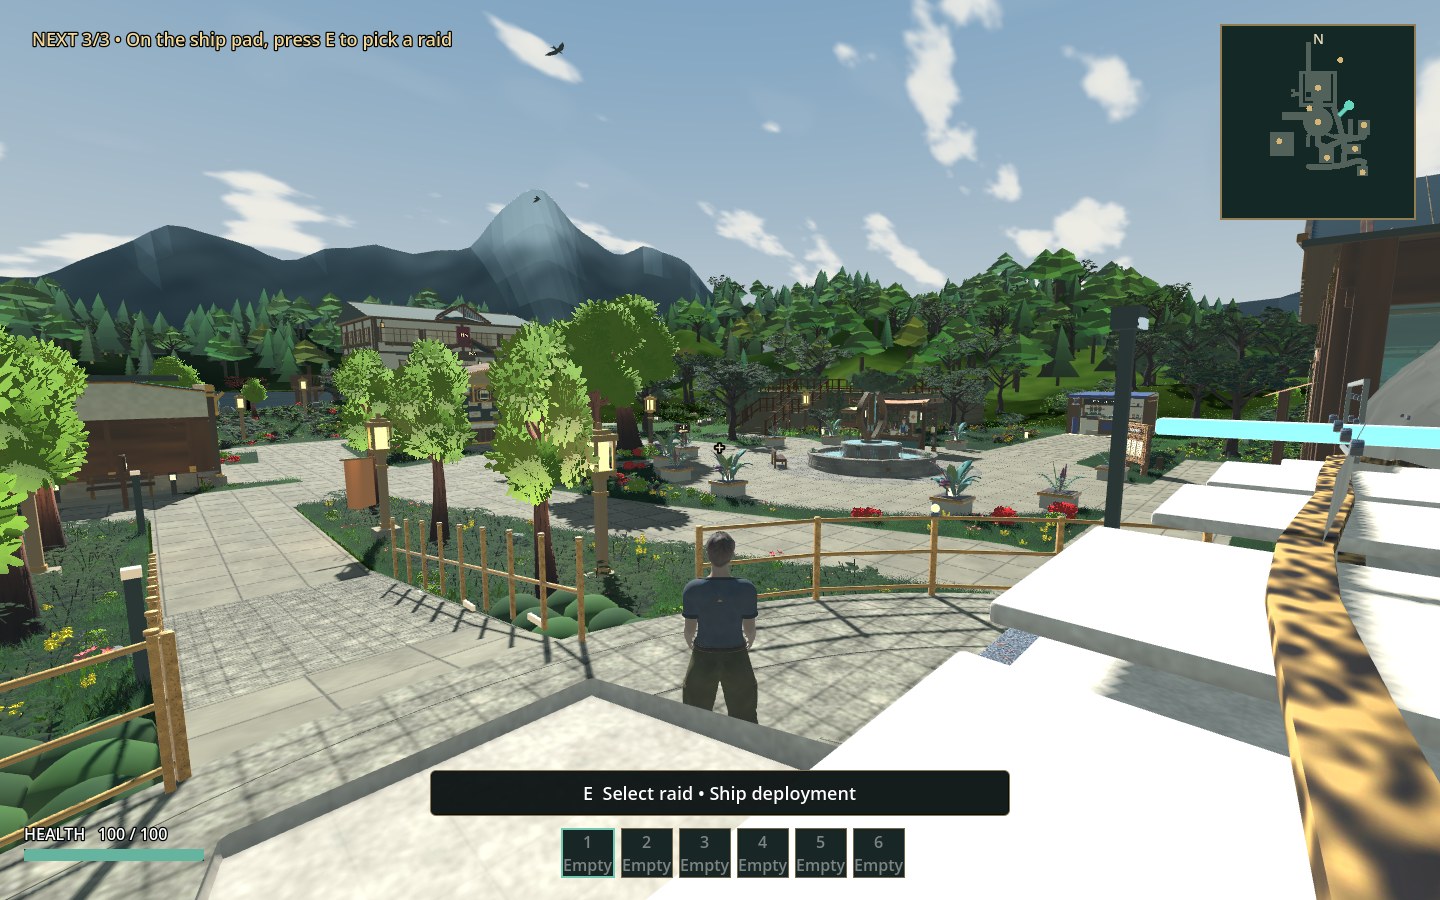 NEXT 3/3 • On the ship pad, press E to pick a raid
N
E Select raid • Ship deployment
HEALTH 100 / 100
1 2 3 4 5 6
Empty Empty Empty Empty Empty Empty